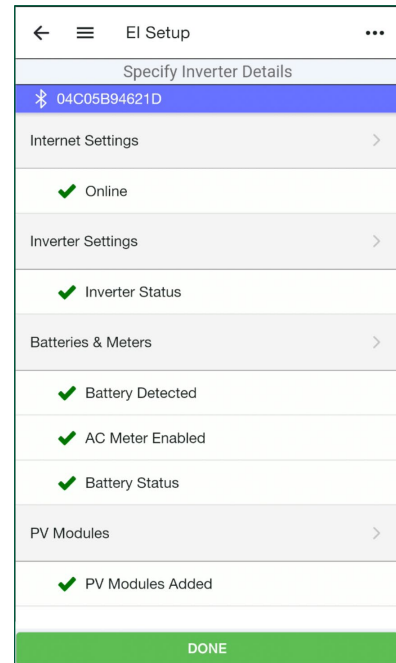 EI Setup
Specify Inverter Details
04C05B94621D
Internet Settings
Online
Inverter Settings
Inverter Status
Batteries & Meters
Battery Detected
AC Meter Enabled
Battery Status
PV Modules
PV Modules Added
DONE